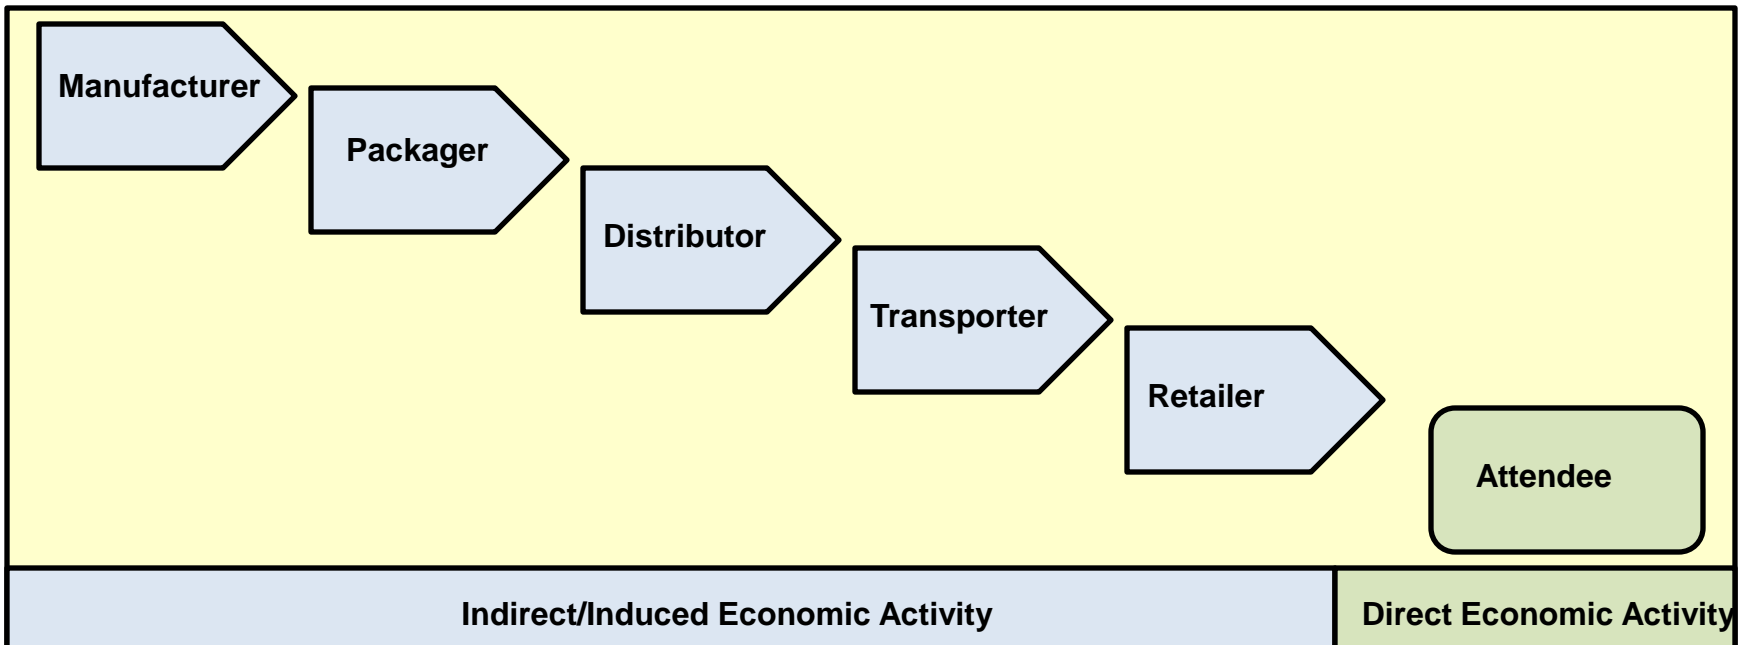 Manufacturer
Packager
Distributor
Transporter
Retailer
Attendee
Indirect/Induced Economic Activity
Direct Economic Activity